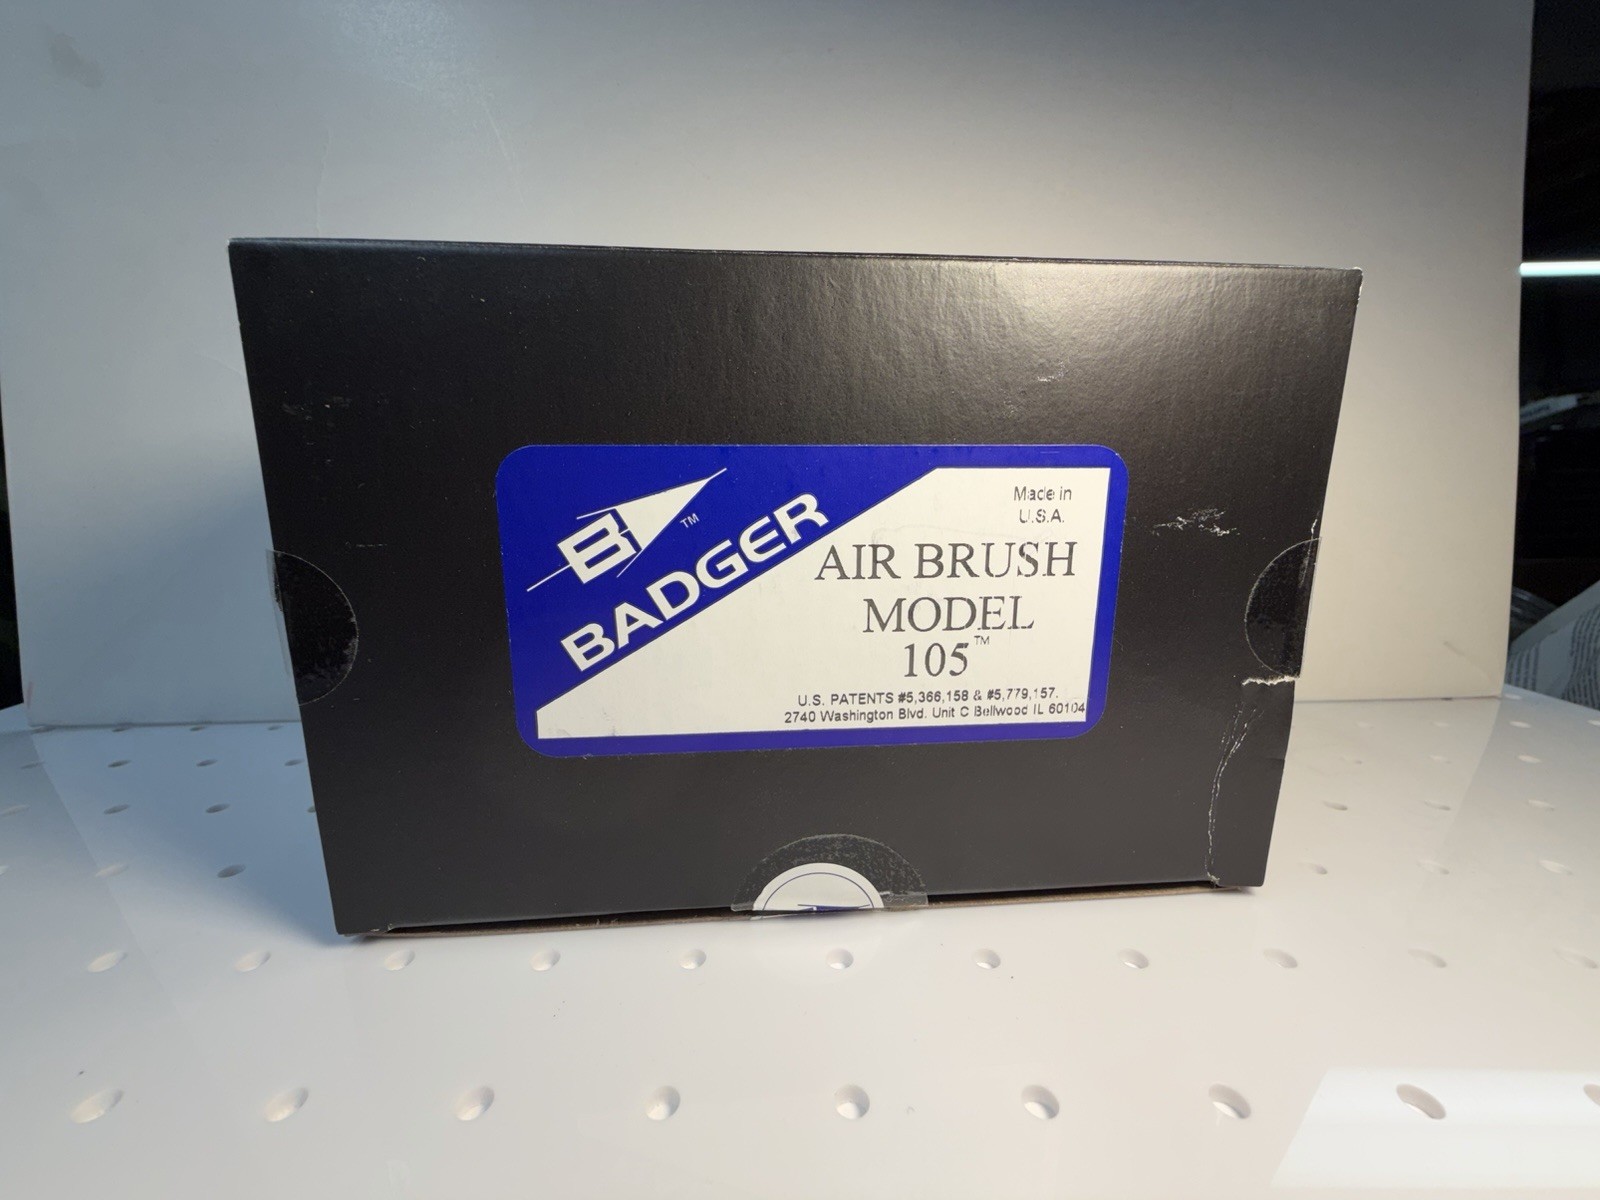 B
™
BADGER
Made in
U.S.A.
AIR BRUSH
MODEL
105™
U.S. PATENTS #5,366,158 & #5,779,157.
2740 Washington Blvd. Unit C Bellwood IL 60104